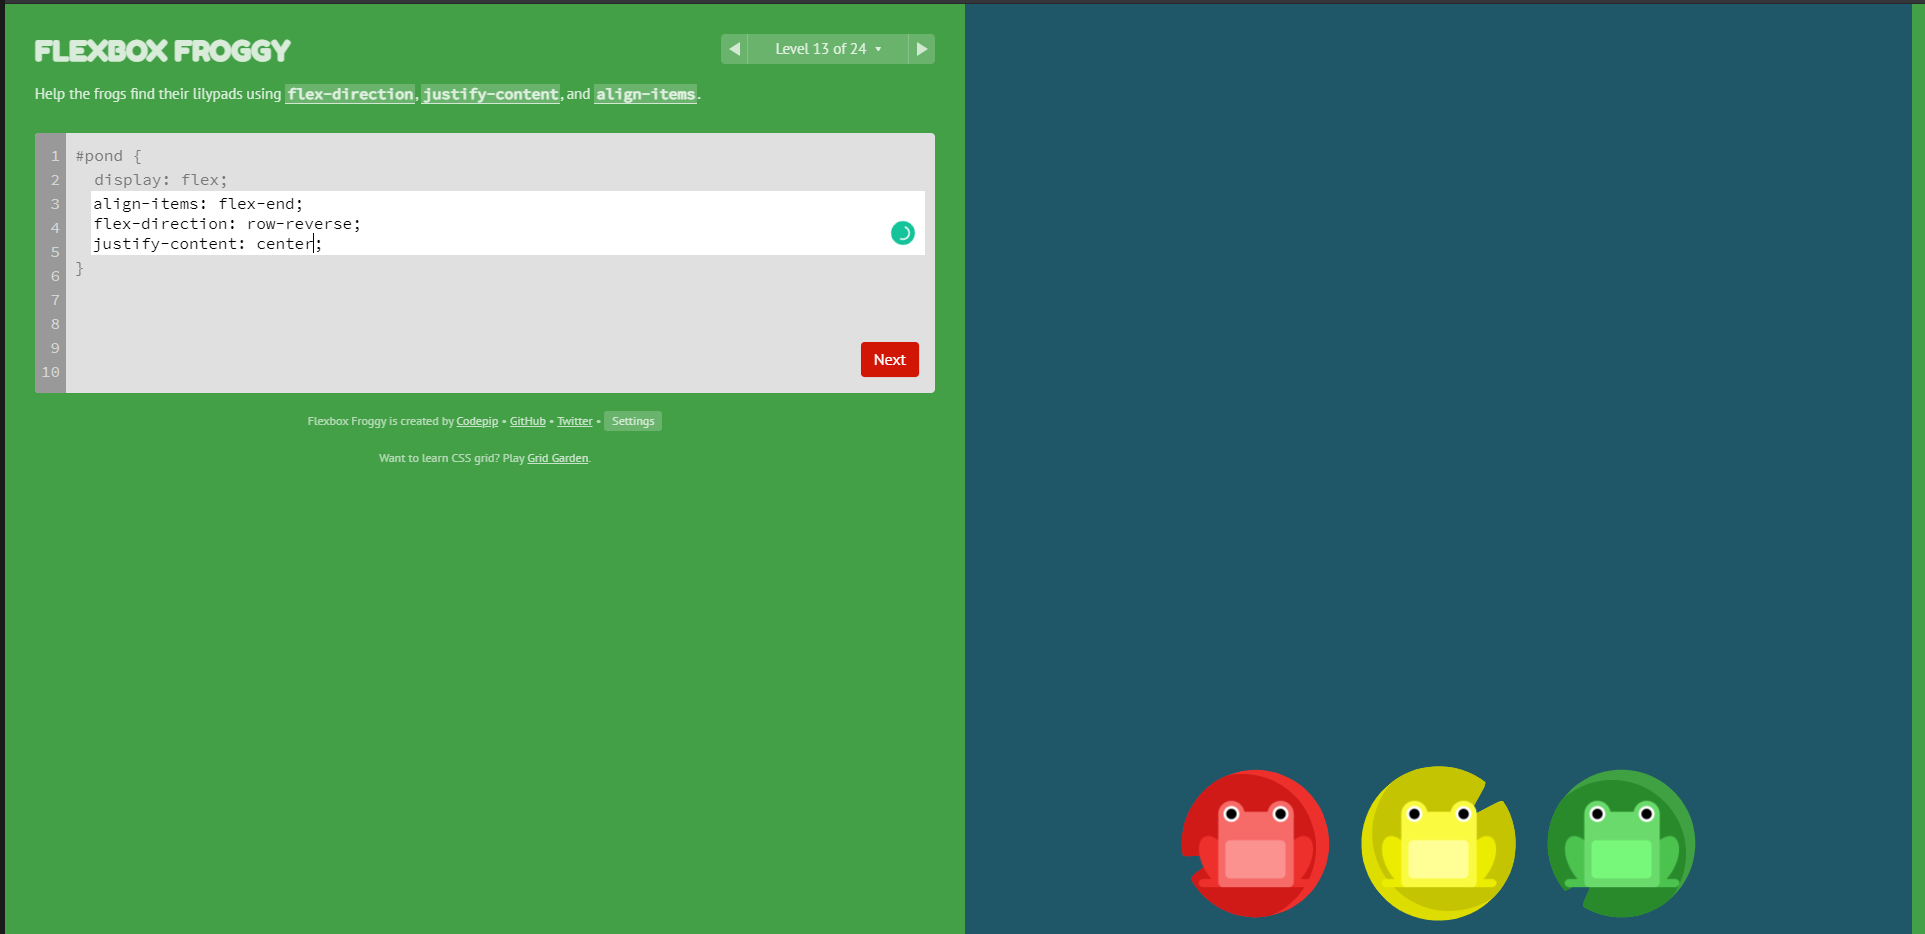 FLEXBOX FROGGY
Level 13 of 24
Help the frogs find their lilypads using flex-direction, justify-content, and align-items.
1 #pond {
2 display: flex;
3 align-items: flex-end;
4 flex-direction: row-reverse;
5 justify-content: center;
6 }
7
8
9
10
Next
Flexbox Froggy is created by Codepip • GitHub • Twitter • Settings
Want to learn CSS grid? Play Grid Garden.